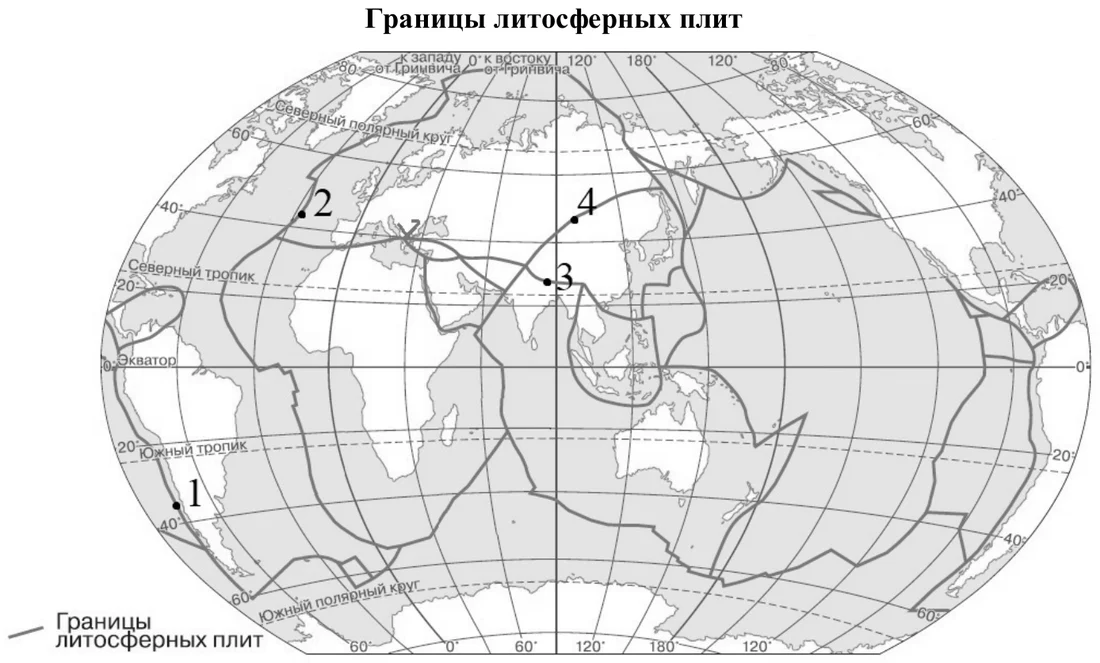 Границы литосферных плит
к западу 0° к востоку
от Гринвича от Гринвича
120° 180° 120°
80° 80°
Северный полярный круг
60° 60°
40° 40°
2
4
3
Северный тропик
20° 20°
Экватор
0° 0°
20° 20°
Южный тропик
1
40° 40°
60° 60°
Южный полярный круг
60° 0° 60° 120° 180° 120°
Границы
литосферных плит